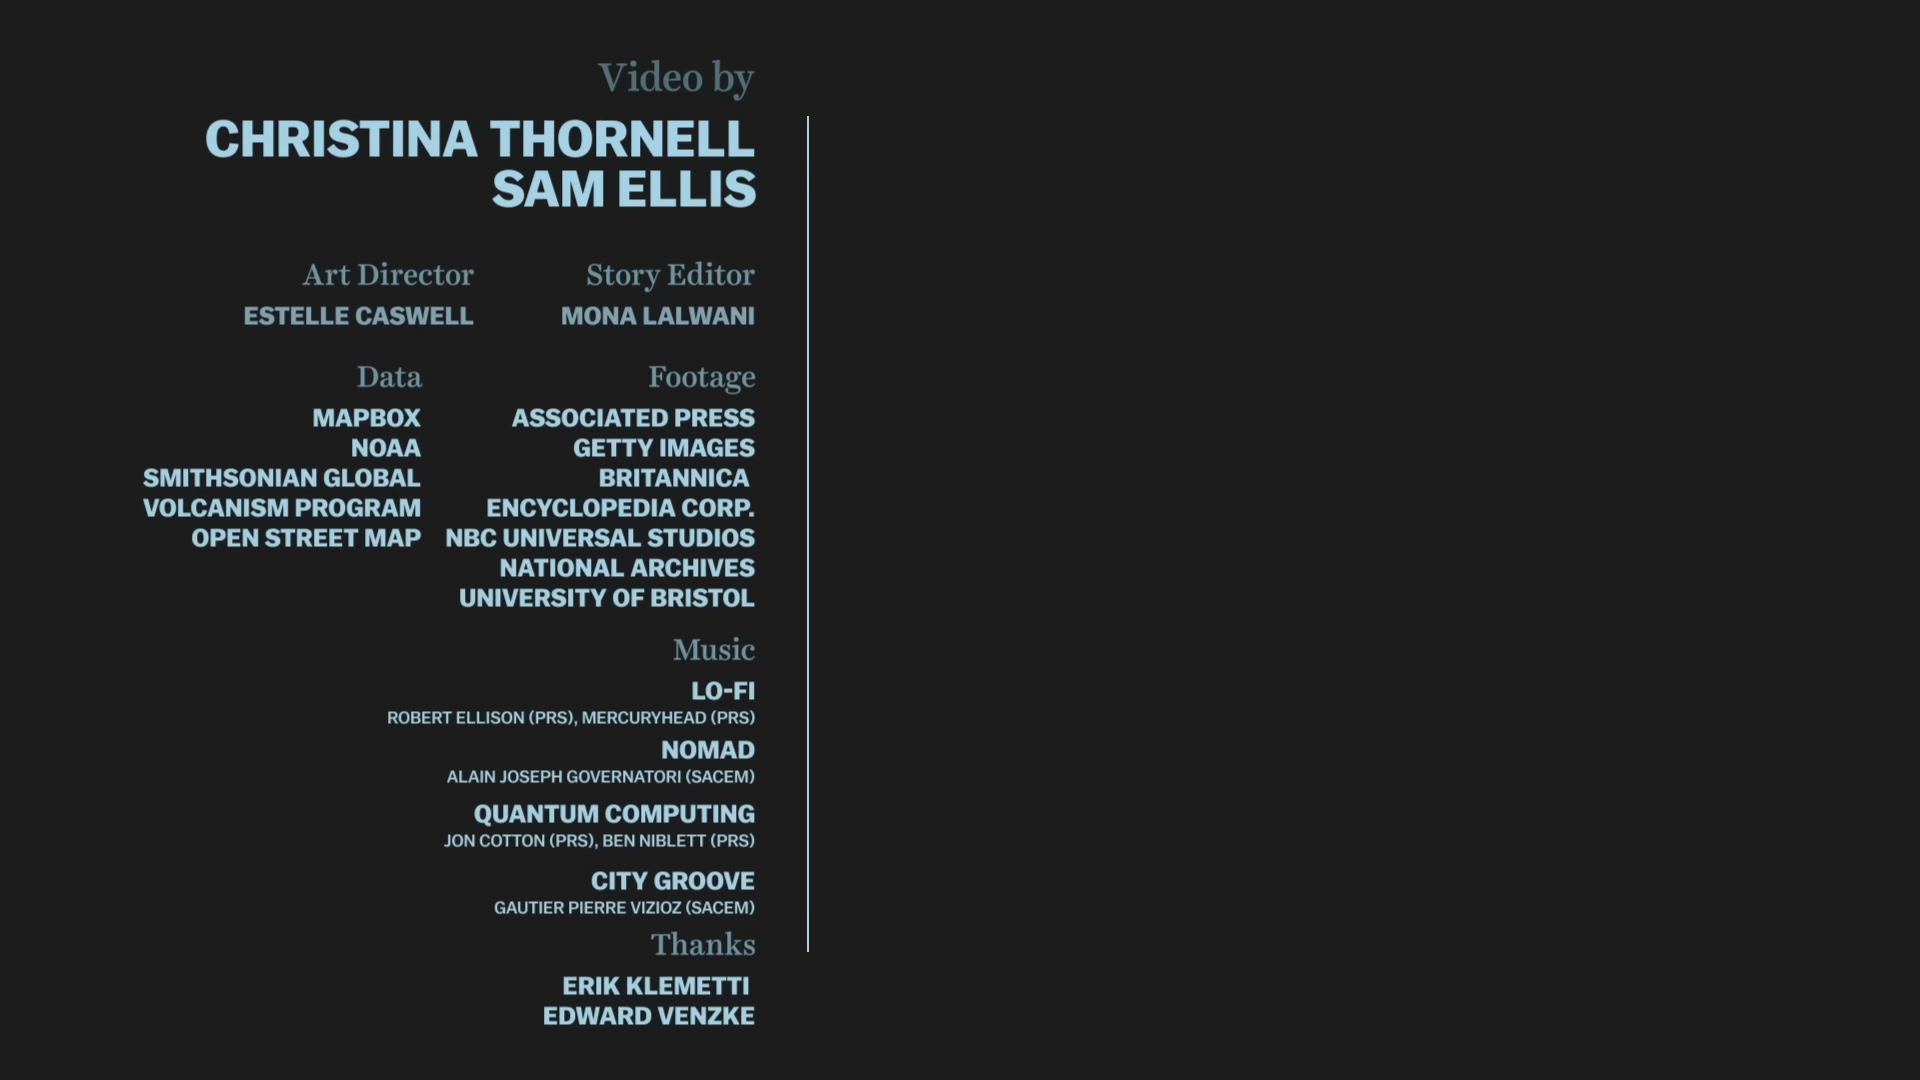 Video by
CHRISTINA THORNELL
SAM ELLIS
Art Director
ESTELLE CASWELL
Story Editor
MONA LALWANI
Data
MAPBOX
NOAA
SMITHSONIAN GLOBAL
VOLCANISM PROGRAM
OPEN STREET MAP
Footage
ASSOCIATED PRESS
GETTY IMAGES
BRITANNICA
ENCYCLOPEDIA CORP.
NBC UNIVERSAL STUDIOS
NATIONAL ARCHIVES
UNIVERSITY OF BRISTOL
Music
LO-FI
ROBERT ELLISON (PRS), MERCURYHEAD (PRS)
NOMAD
ALAIN JOSEPH GOVERNATORI (SACEM)
QUANTUM COMPUTING
JON COTTON (PRS), BEN NIBLETT (PRS)
CITY GROOVE
GAUTIER PIERRE VIZIOZ (SACEM)
Thanks
ERIK KLEMETTI
EDWARD VENZKE